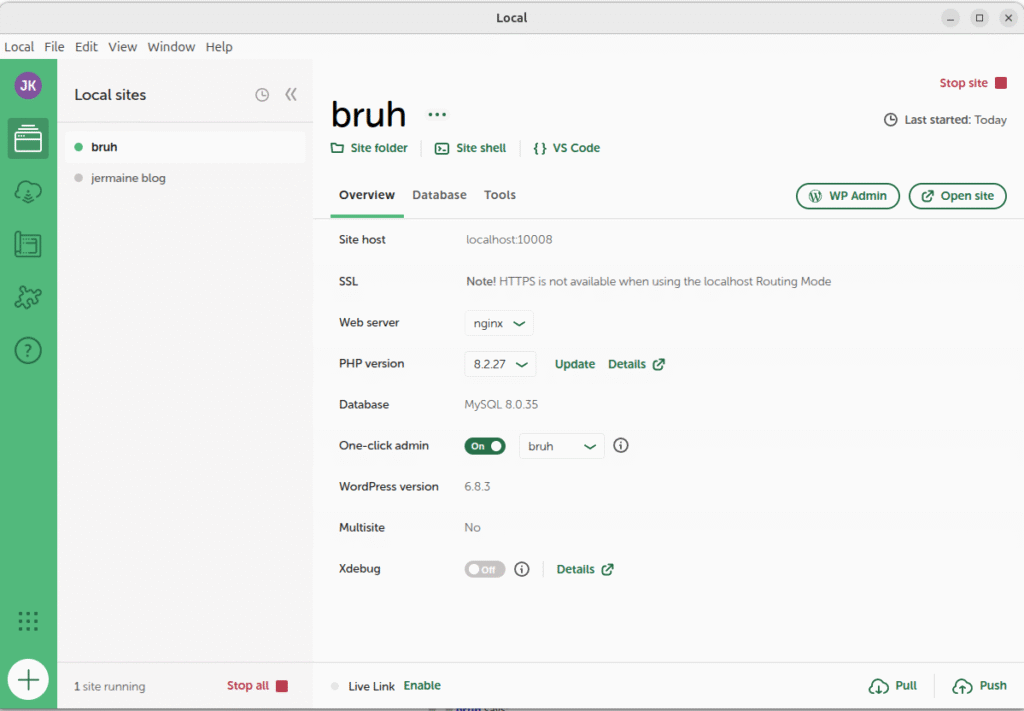 Local
Local File Edit View Window Help
JK
Local sites
bruh
jermaine blog
1 site running
Stop all
Stop site
bruh ...
Last started: Today
Site folder
Site shell
VS Code
Overview Database Tools
WP Admin
Open site
Site host localhost:10008
SSL Note! HTTPS is not available when using the localhost Routing Mode
Web server nginx
PHP version 8.2.27 Update Details
Database MySQL 8.0.35
One-click admin On bruh
WordPress version 6.8.3
Multisite No
Xdebug Off Details
Live Link Enable
Pull
Push